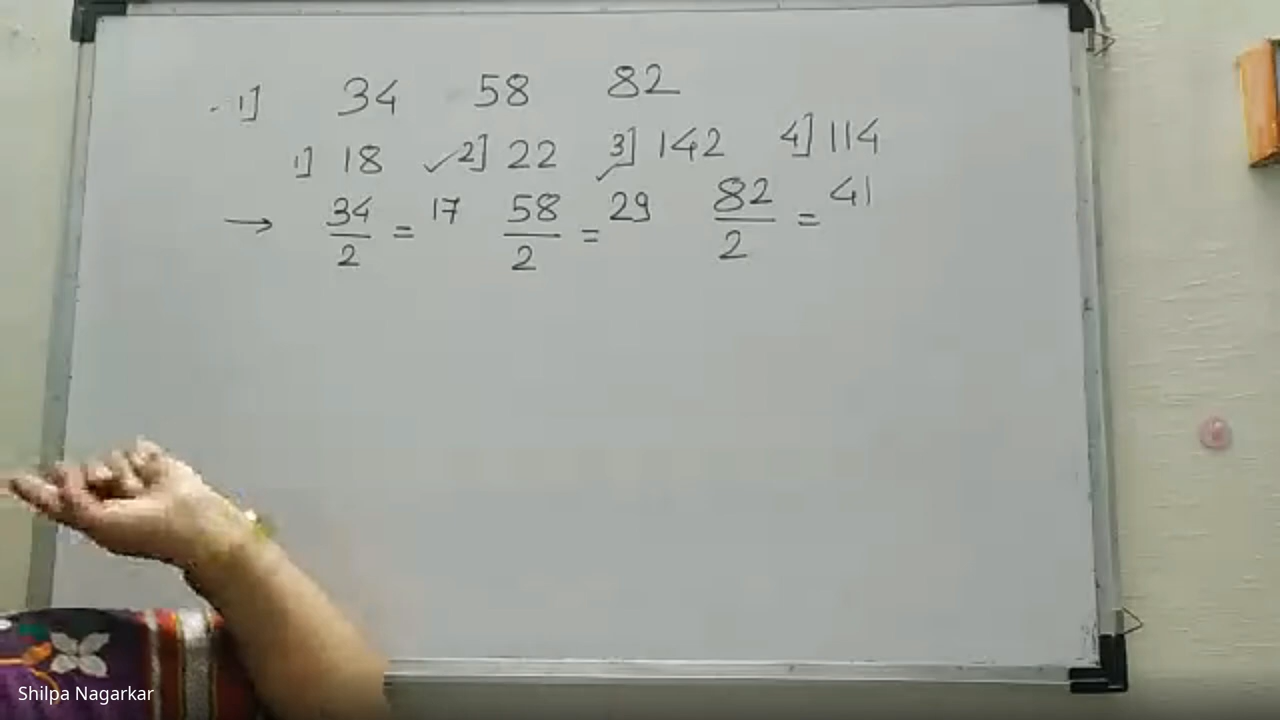 1] 34 58 82
1] 18 ✓2] 22 3] 142 4] 114
→ 34/2 = 17 58/2 = 29 82/2 = 41
Shilpa Nagarkar